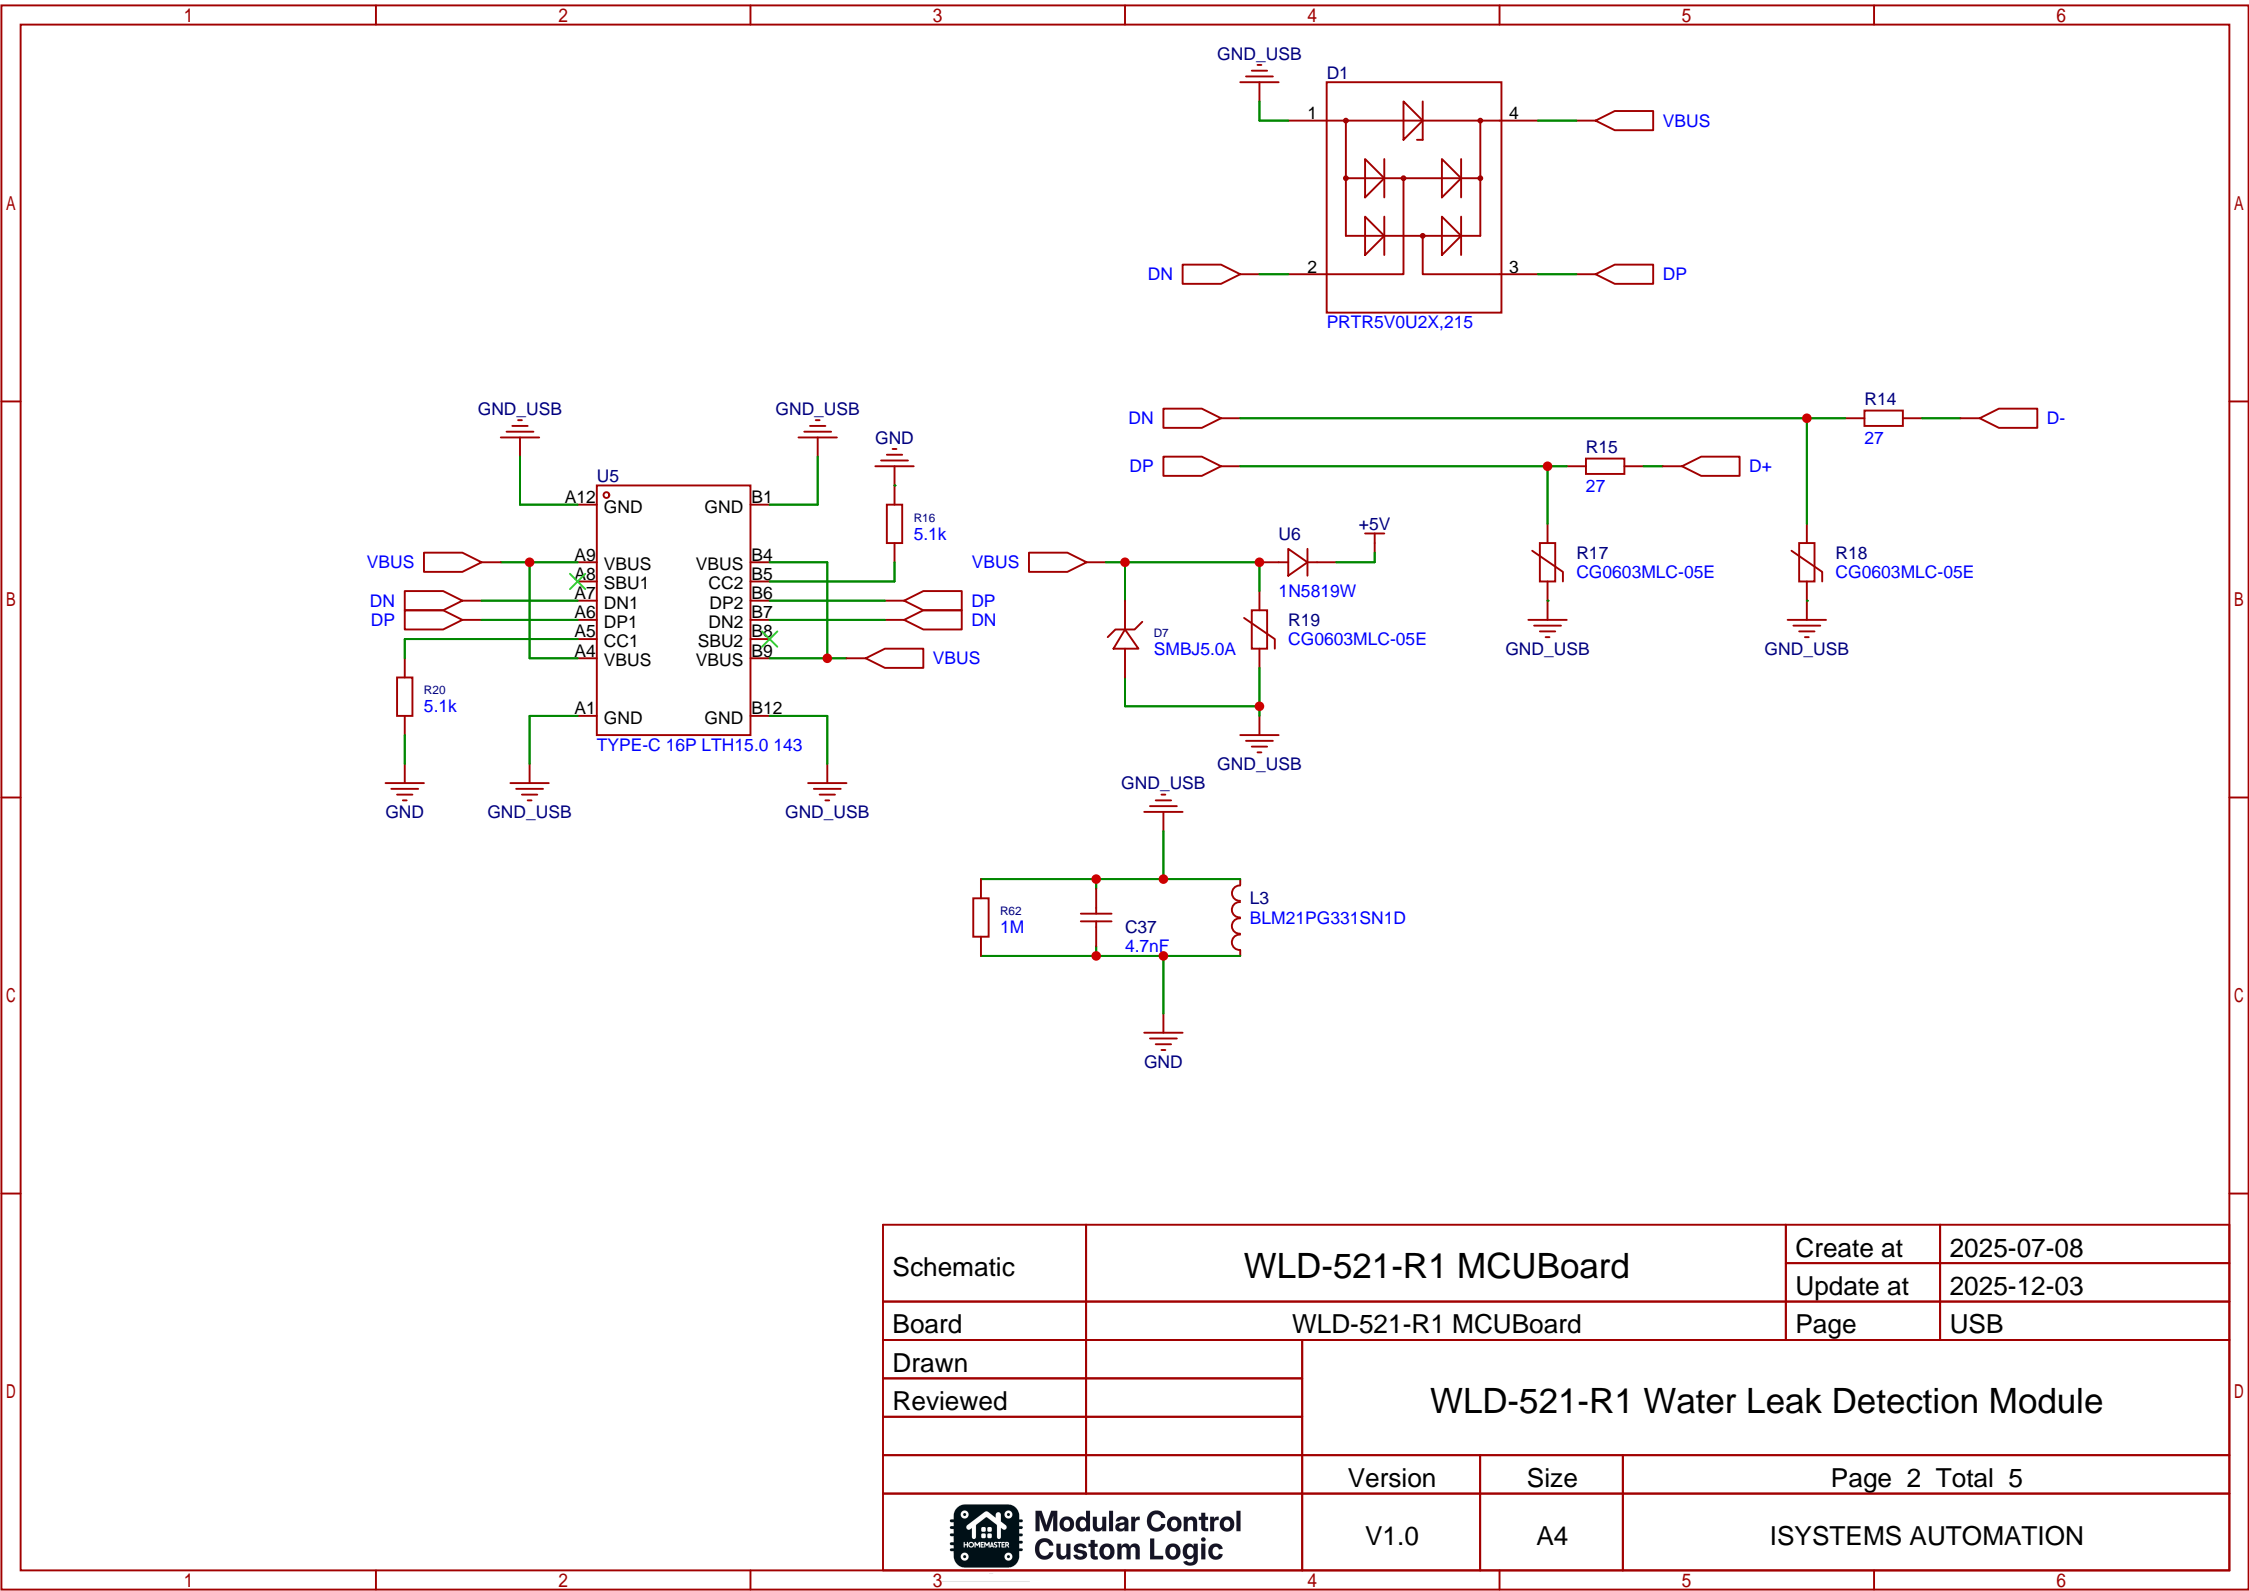 1 2 3 4 5 6
A A
B B
C C
D D
GND_USB
D1
1 4 VBUS
DN 2 3 DP
PRTR5V0U2X,215
GND_USB GND_USB
GND
U5
A12 GND GND B1
R16
5.1k
VBUS A9 VBUS VBUS B4
A8 SBU1 CC2 B5
DN A7 DN1 DP2 B6 DP
DP A6 DP1 DN2 B7 DN
A5 CC1 SBU2 B8
A4 VBUS VBUS B9 VBUS
R20
5.1k
A1 GND GND B12
TYPE-C 16P LTH15.0 143
GND GND_USB GND_USB
DN R14 D-
27
DP R15 D+
27
VBUS U6 +5V
1N5819W
D7
SMBJ5.0A
R19
CG0603MLC-05E
GND_USB
R17
CG0603MLC-05E
GND_USB
R18
CG0603MLC-05E
GND_USB
GND_USB
R62
1M
C37
4.7nF
L3
BLM21PG331SN1D
GND
Schematic WLD-521-R1 MCUBoard Create at 2025-07-08
Update at 2025-12-03
Board WLD-521-R1 MCUBoard Page USB
Drawn
Reviewed
WLD-521-R1 Water Leak Detection Module
Version Size Page 2 Total 5
HOMEMASTER
Modular Control
Custom Logic
V1.0 A4 ISYSTEMS AUTOMATION
1 2 3 4 5 6